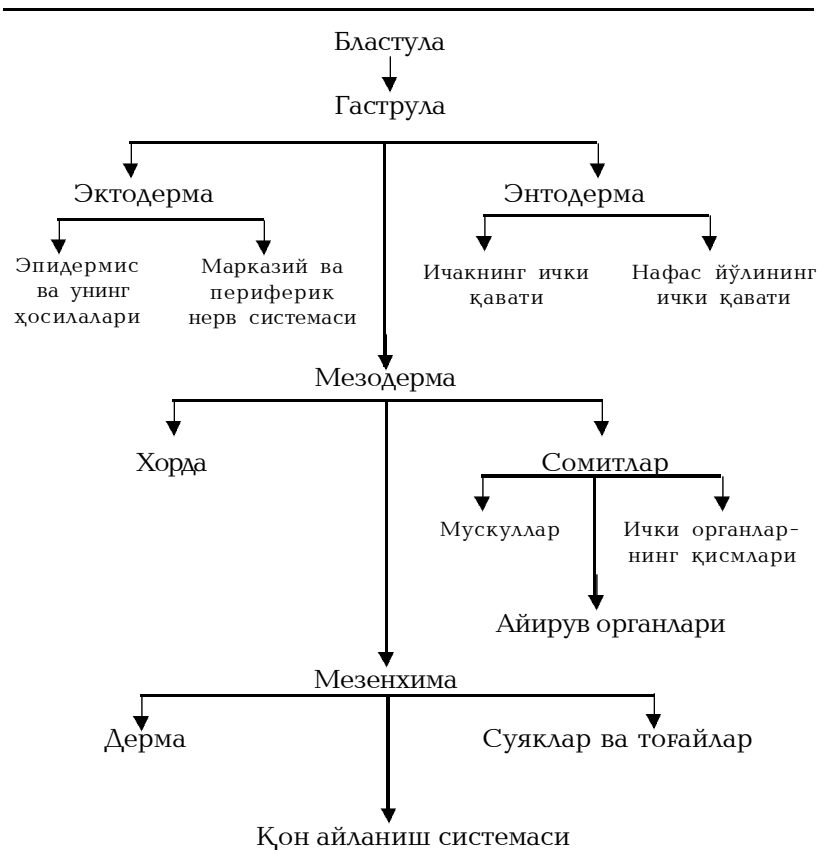 Бластула
Гаструла
Эктодерма
Энтодерма
Эпидермис
ва унинг
ҳосилалари
Марказий ва
периферик
нерв системаси
Ичакнинг ички
қавати
Нафас йўлининг
ички қавати
Мезодерма
Хорда
Сомитлар
Мускуллар
Ички органлар-
нинг қисмлари
Айирув органлари
Мезенхима
Дерма
Суяклар ва тоғайлар
Қон айланиш системаси